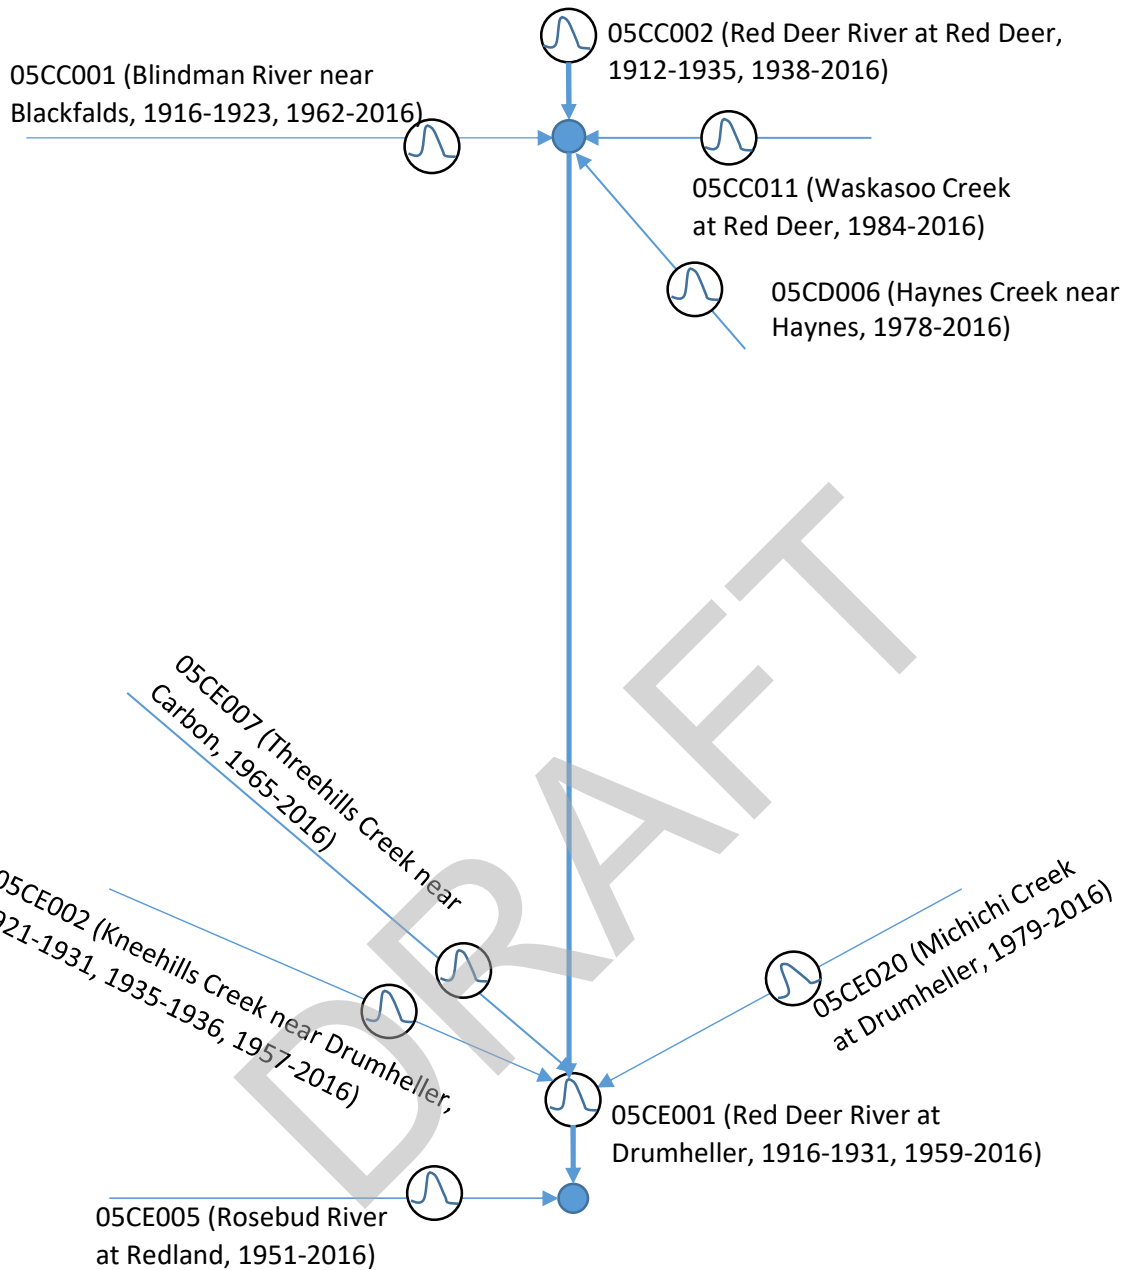 05CC002 (Red Deer River at Red Deer,
1912-1935, 1938-2016)
05CC001 (Blindman River near
Blackfalds, 1916-1923, 1962-2016)
05CC011 (Waskasoo Creek
at Red Deer, 1984-2016)
05CD006 (Haynes Creek near
Haynes, 1978-2016)
05CE007 (Threehills Creek near
Carbon, 1965-2016)
05CE002 (Kneehills Creek near Drumheller,
1921-1931, 1935-1936, 1957-2016)
05CE020 (Michichi Creek
at Drumheller, 1979-2016)
05CE001 (Red Deer River at
Drumheller, 1916-1931, 1959-2016)
05CE005 (Rosebud River
at Redland, 1951-2016)
DRAFT